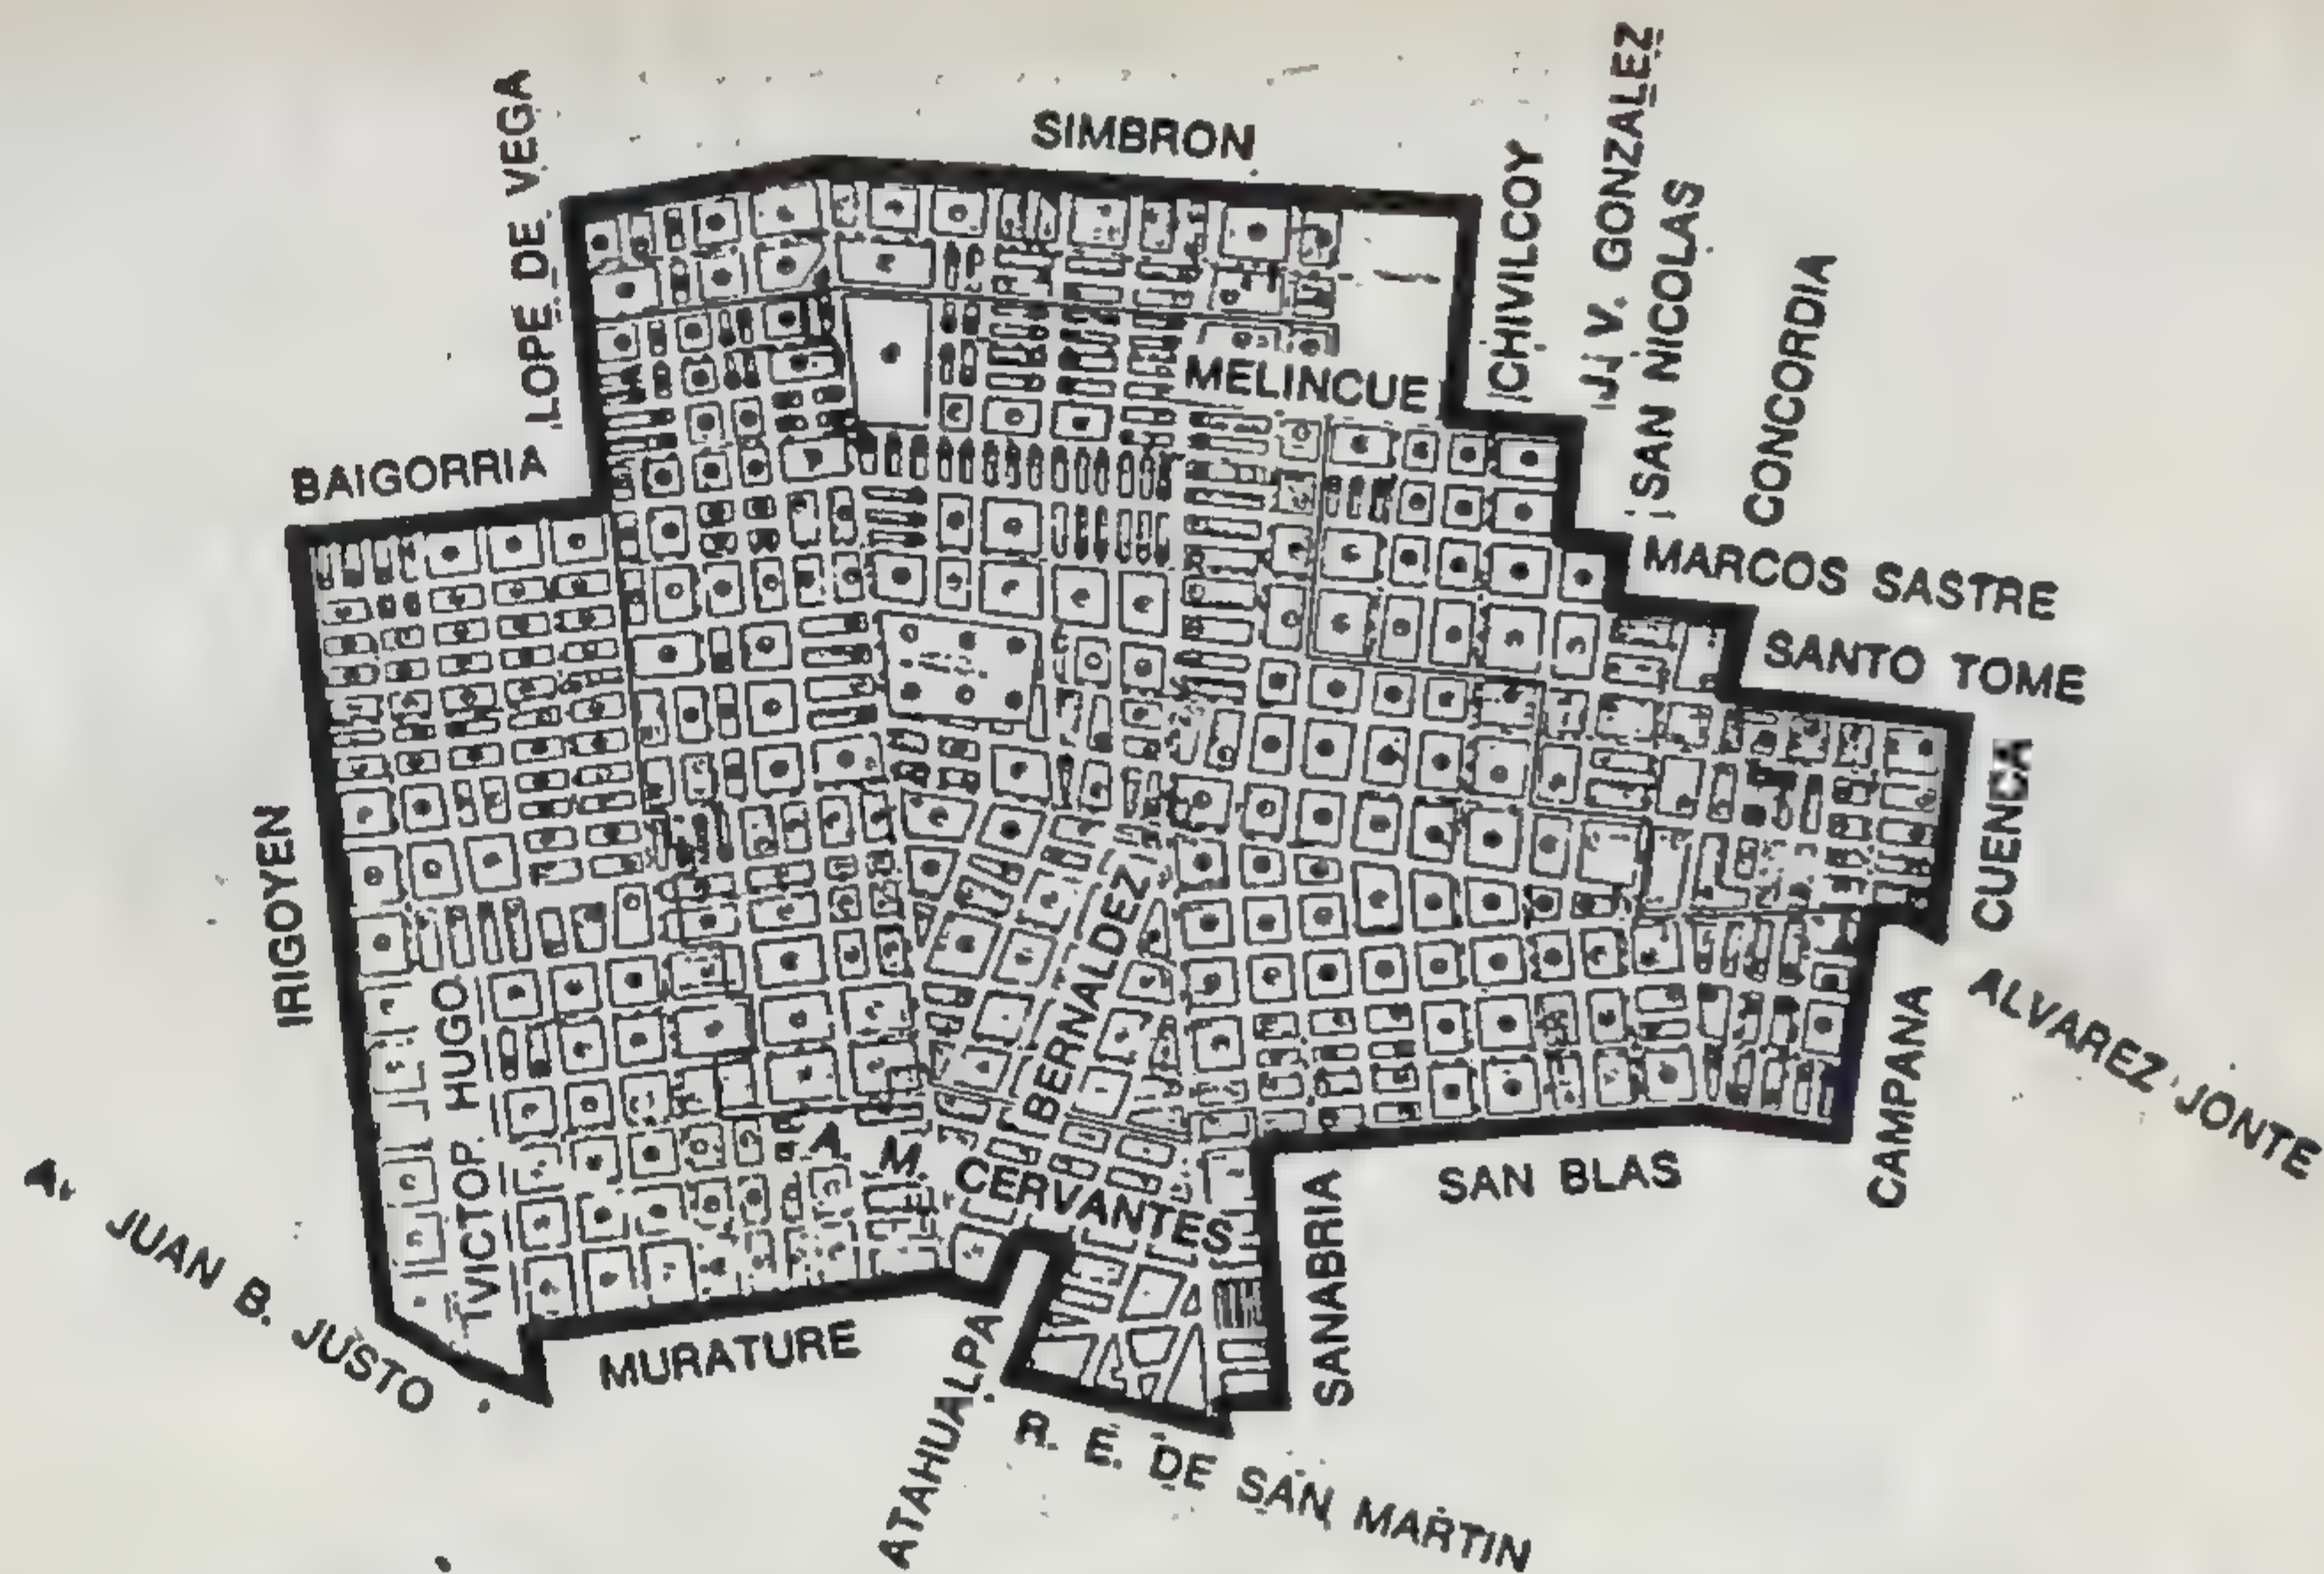 SIMBRON
LOPE DE VEGA
CHIVILCOY
J. V. GONZALEZ
SAN NICOLAS
CONCORDIA
MELINCUE
BAIGORRIA
MARCOS SASTRE
SANTO TOME
CUENCA
IRIGOYEN
ALVAREZ JONTE
CAMPANA
BERNALDEZ
VICTOR HUGO
A. M. CERVANTES
SAN BLAS
SANABRIA
A. JUAN B. JUSTO
MURATURE
ATAHUALPA
R. E. DE SAN MARTIN